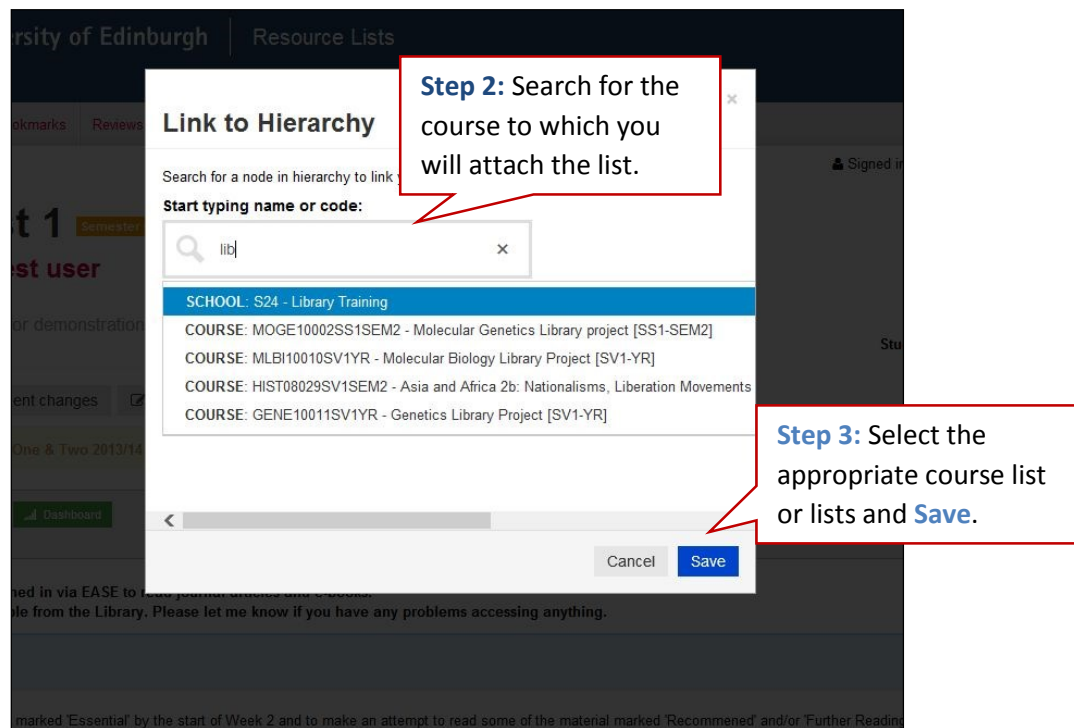 rsity of Edinburgh Resource Lists
Step 2: Search for the
course to which you
will attach the list.
×
okmarks Reviews
Link to Hierarchy
Signed in
Search for a node in hierarchy to link
Start typing name or code:
t 1 Semester
lib ×
est user
SCHOOL: S24 - Library Training
or demonstration
COURSE: MOGE10002SS1SEM2 - Molecular Genetics Library project [SS1-SEM2]
Stu
COURSE: MLBI10010SV1YR - Molecular Biology Library Project [SV1-YR]
COURSE: HIST08029SV1SEM2 - Asia and Africa 2b: Nationalisms, Liberation Movements
ent changes
COURSE: GENE10011SV1YR - Genetics Library Project [SV1-YR]
Step 3: Select the
appropriate course list
or lists and Save.
One & Two 2013/14
Dashboard
Cancel Save
ned in via EASE to read journal articles and e-books.
le from the Library. Please let me know if you have any problems accessing anything.
marked 'Essential' by the start of Week 2 and to make an attempt to read some of the material marked 'Recommened' and/or 'Further Reading